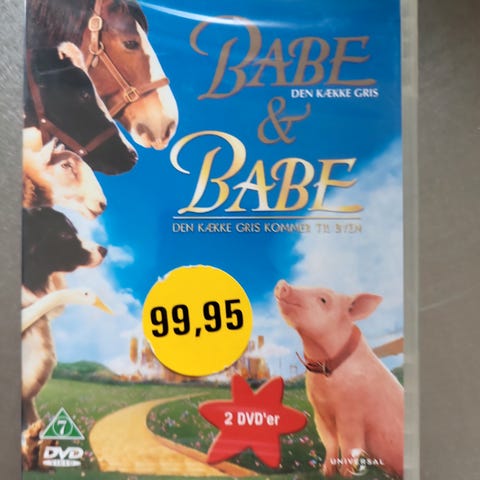 BABE
DEN KÆKKE GRIS
&
BABE
DEN KÆKKE GRIS KOMMER TIL BYEN
99,95
2 DVD'er
7
DVD
VIDEO
UNIVERSAL